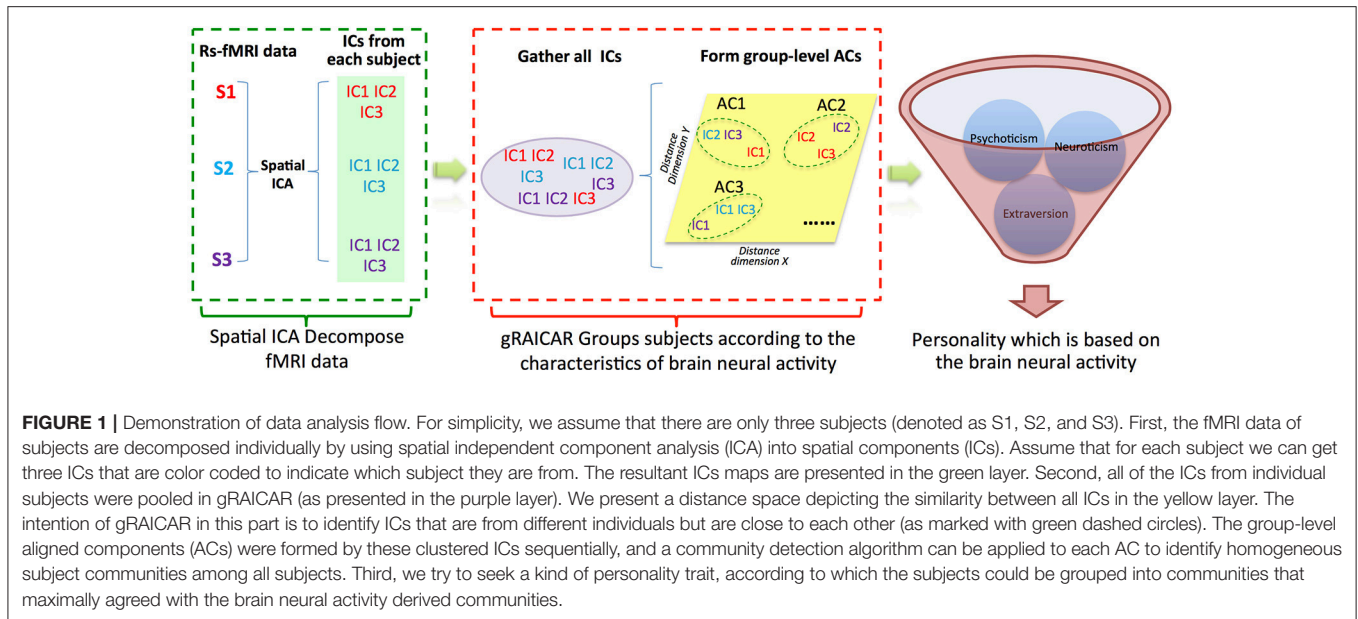 Rs-fMRI data
ICs from
each subject
S1
S2
S3
Spatial
ICA
IC1 IC2
IC3
IC1 IC2
IC3
IC1 IC2
IC3
Spatial ICA Decompose
fMRI data
Gather all ICs
IC1 IC2
IC3
IC1 IC2
IC3
IC1 IC2 IC3
Form group-level ACs
Distance
Dimension Y
AC1
IC2 IC3
IC1
AC2
IC2
IC2
IC3
AC3
IC1 IC3
IC1
......
Distance
dimension X
gRAICAR Groups subjects according to the
characteristics of brain neural activity
Psychoticism
Neuroticism
Extraversion
Personality which is based on
the brain neural activity
FIGURE 1 | Demonstration of data analysis flow. For simplicity, we assume that there are only three subjects (denoted as S1, S2, and S3). First, the fMRI data of
subjects are decomposed individually by using spatial independent component analysis (ICA) into spatial components (ICs). Assume that for each subject we can get
three ICs that are color coded to indicate which subject they are from. The resultant ICs maps are presented in the green layer. Second, all of the ICs from individual
subjects were pooled in gRAICAR (as presented in the purple layer). We present a distance space depicting the similarity between all ICs in the yellow layer. The
intention of gRAICAR in this part is to identify ICs that are from different individuals but are close to each other (as marked with green dashed circles). The group-level
aligned components (ACs) were formed by these clustered ICs sequentially, and a community detection algorithm can be applied to each AC to identify homogeneous
subject communities among all subjects. Third, we try to seek a kind of personality trait, according to which the subjects could be grouped into communities that
maximally agreed with the brain neural activity derived communities.